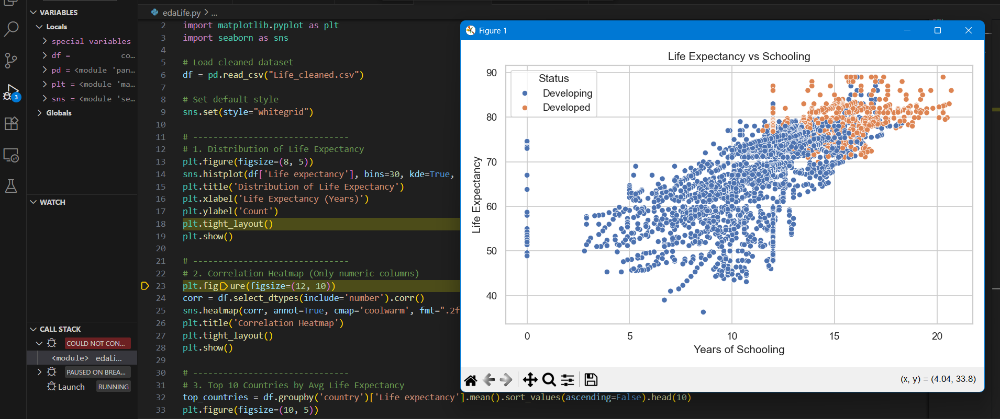 VARIABLES
Locals
special variables
df = co...
pd = <module 'pan...
plt = <module 'ma...
sns = <module 'se...
Globals
WATCH
CALL STACK
COULD NOT CON...
<module> edaLi...
PAUSED ON BREA...
Launch RUNNING
3
edaLife.py > ...
2 import matplotlib.pyplot as plt
3 import seaborn as sns
4
5 # Load cleaned dataset
6 df = pd.read_csv("Life_cleaned.csv")
7
8 # Set default style
9 sns.set(style="whitegrid")
10
11 # -------------------------------
12 # 1. Distribution of Life Expectancy
13 plt.figure(figsize=(8, 5))
14 sns.histplot(df['Life expectancy'], bins=30, kde=True,
15 plt.title('Distribution of Life Expectancy')
16 plt.xlabel('Life Expectancy (Years)')
17 plt.ylabel('Count')
18 plt.tight_layout()
19 plt.show()
20
21 # -------------------------------
22 # 2. Correlation Heatmap (Only numeric columns)
23 plt.figure(figsize=(12, 10))
24 corr = df.select_dtypes(include='number').corr()
25 sns.heatmap(corr, annot=True, cmap='coolwarm', fmt=".2f
26 plt.title('Correlation Heatmap')
27 plt.tight_layout()
28 plt.show()
29
30 # -------------------------------
31 # 3. Top 10 Countries by Avg Life Expectancy
32 top_countries = df.groupby('country')['Life expectancy'].mean().sort_values(ascending=False).head(10)
33 plt.figure(figsize=(10, 5))
Figure 1
Life Expectancy vs Schooling
Status
Developing
Developed
90
80
70
60
50
40
Life Expectancy
0 5 10 15 20
Years of Schooling
(x, y) = (4.04, 33.8)